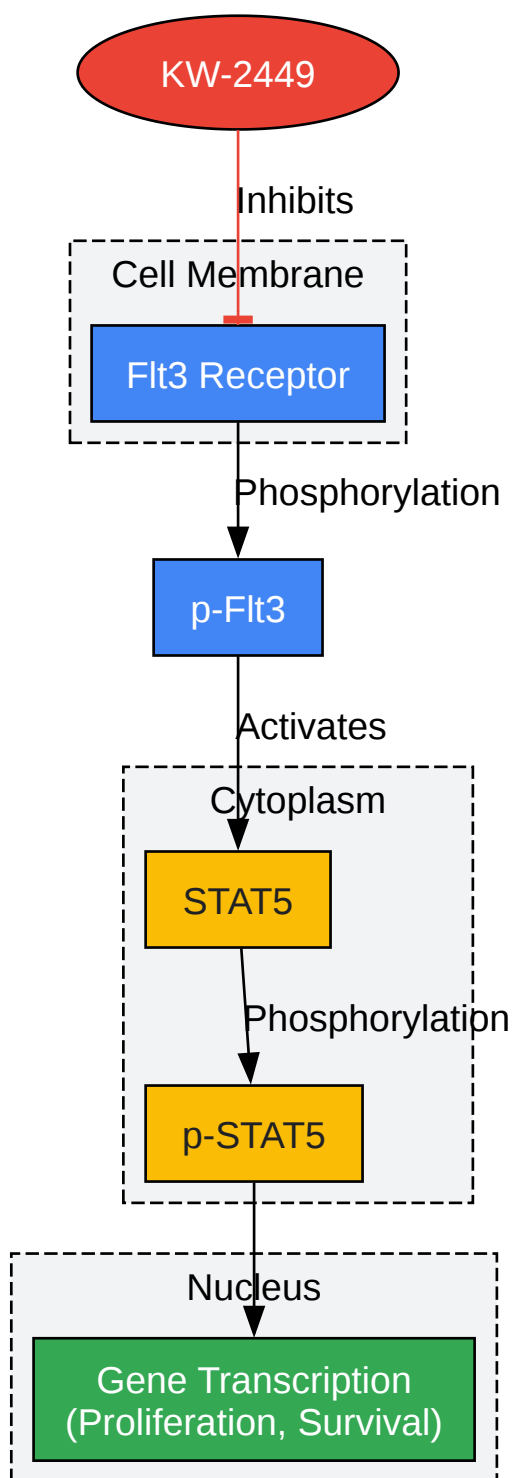 KW-2449
Inhibits
Cell Membrane
Flt3 Receptor
Phosphorylation
p-Flt3
Activates
Cytoplasm
STAT5
Phosphorylation
p-STAT5
Nucleus
Gene Transcription
(Proliferation, Survival)